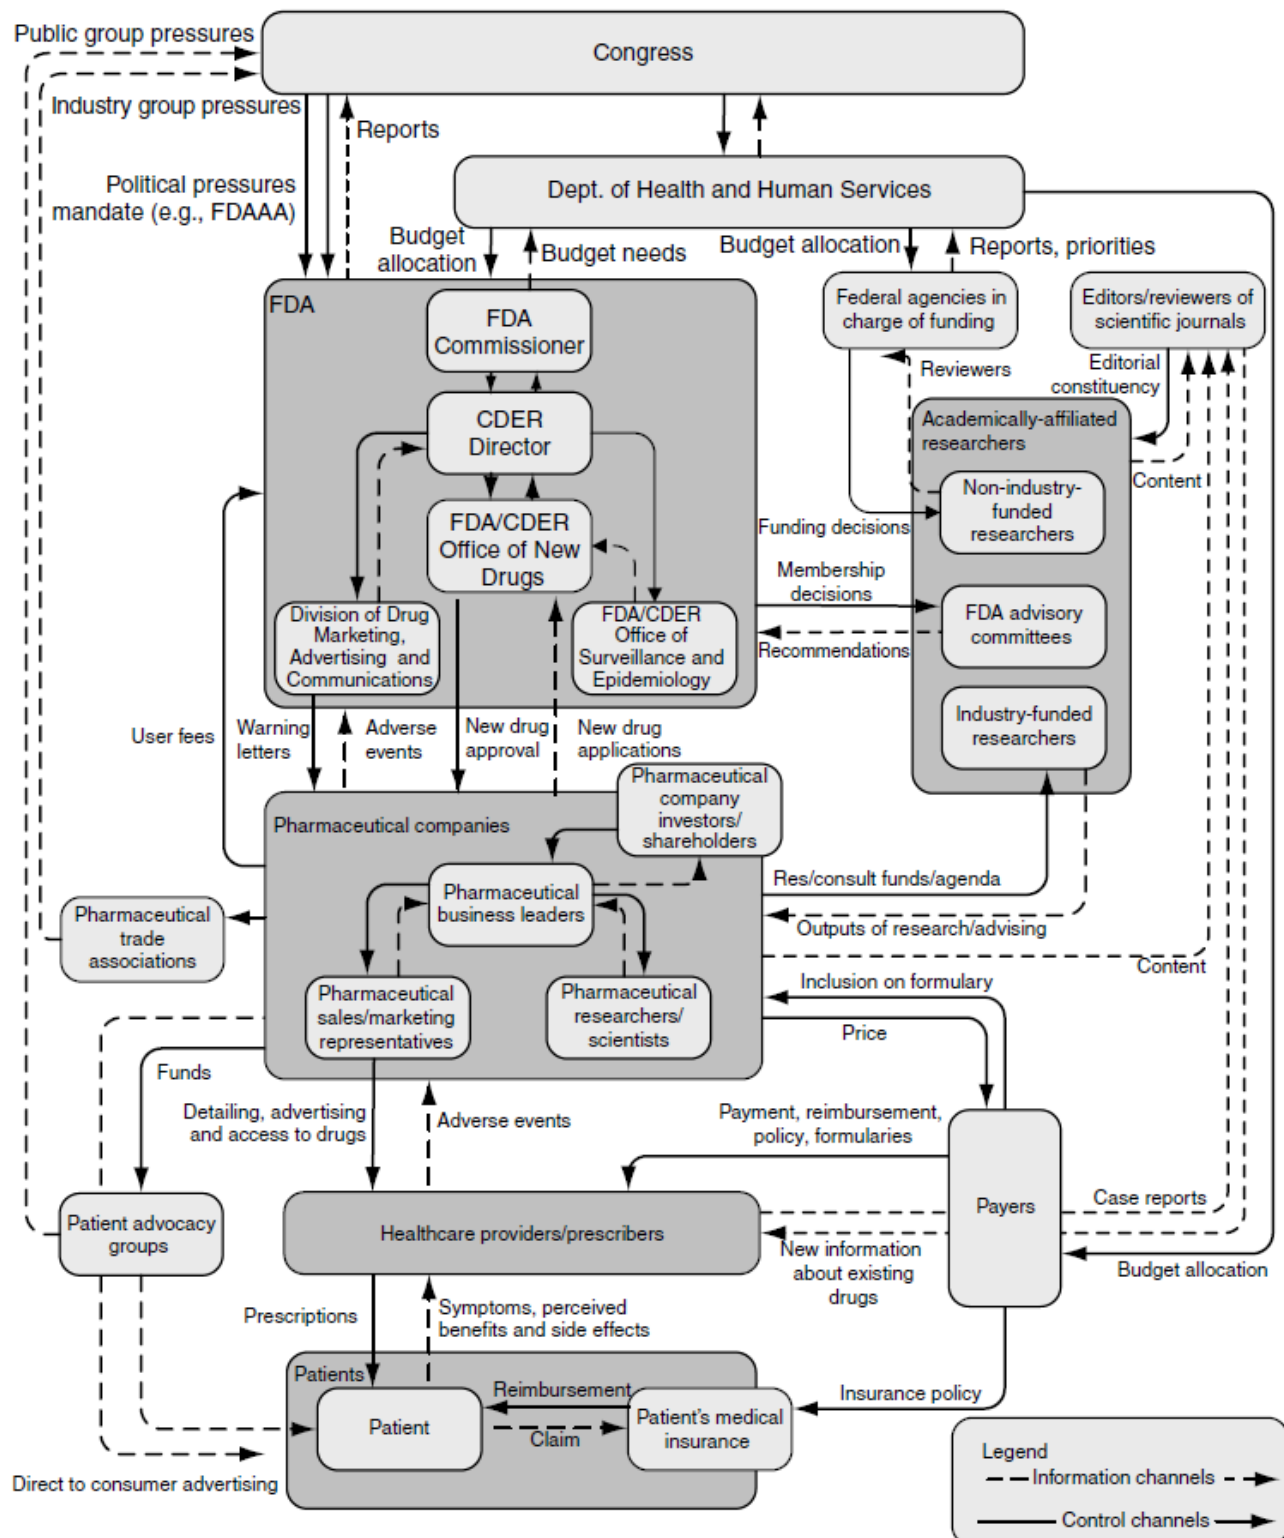 Public group pressures
Congress
Industry group pressures
Reports
Political pressures
mandate (e.g., FDAAA)
Dept. of Health and Human Services
Budget
allocation
Budget needs
Budget allocation
Reports, priorities
FDA
FDA
Commissioner
Federal agencies in
charge of funding
Editors/reviewers of
scientific journals
Reviewers
Editorial
constituency
CDER
Director
Academically-affiliated
researchers
Content
Non-industry-
funded
researchers
FDA/CDER
Office of New
Drugs
Funding decisions
Membership
decisions
Division of Drug
Marketing,
Advertising and
Communications
FDA/CDER
Office of
Surveillance and
Epidemiology
FDA advisory
committees
Recommendations
Industry-funded
researchers
User fees
Warning
letters
Adverse
events
New drug
approval
New drug
applications
Pharmaceutical
company
investors/
shareholders
Pharmaceutical companies
Pharmaceutical
business leaders
Res/consult funds/agenda
Outputs of research/advising
Pharmaceutical
trade
associations
Content
Pharmaceutical
sales/marketing
representatives
Pharmaceutical
researchers/
scientists
Inclusion on formulary
Price
Funds
Detailing, advertising
and access to drugs
Adverse events
Payment, reimbursement,
policy, formularies
Patient advocacy
groups
Healthcare providers/prescribers
Payers
Case reports
New information
about existing
drugs
Budget allocation
Prescriptions
Symptoms, perceived
benefits and side effects
Patients
Reimbursement
Insurance policy
Patient
Claim
Patient's medical
insurance
Direct to consumer advertising
Legend
Information channels
Control channels